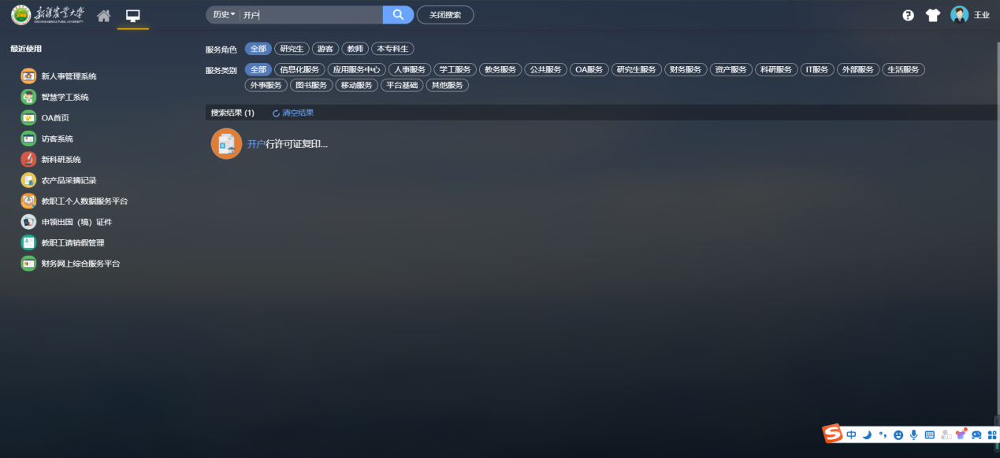 新疆农业大学
XINJIANG AGRICULTURAL UNIVERSITY
历史 开户
关闭搜索
王业
最近使用
新人事管理系统
智慧学工系统
OA首页
访客系统
新科研系统
农产品采摘记录
教职工个人数据服务平台
申领出国（境）证件
教职工请销假管理
财务网上综合服务平台
服务角色 全部 研究生 游客 教师 本专科生
服务类别 全部 信息化服务 应用服务中心 人事服务 学工服务 教务服务 公共服务 OA服务 研究生服务 财务服务 资产服务 科研服务 IT服务 外部服务 生活服务
外事服务 图书服务 移动服务 平台基础 其他服务
搜索结果 (1) 清空结果
开户行许可证复印...
中